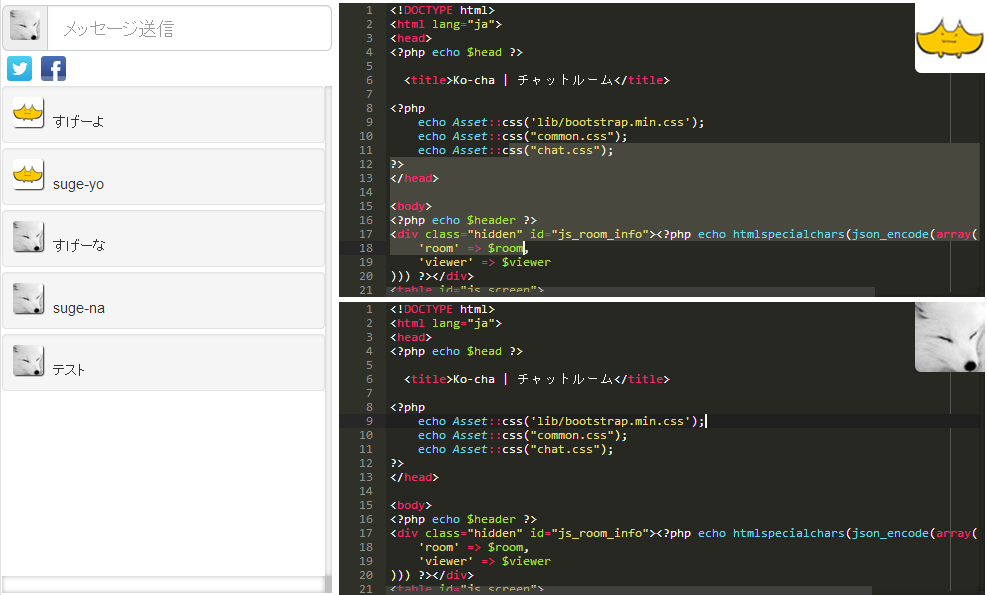 メッセージ送信
すげーよ
suge-yo
すげーな
suge-na
テスト
1 <!DOCTYPE html>
2 <html lang="ja">
3 <head>
4 <?php echo $head ?>
5
6 <title>Ko-cha | チャットルーム</title>
7
8 <?php
9 echo Asset::css('lib/bootstrap.min.css');
10 echo Asset::css("common.css");
11 echo Asset::css("chat.css");
12 ?>
13 </head>
14
15 <body>
16 <?php echo $header ?>
17 <div class="hidden" id="js_room_info"><?php echo htmlspecialchars(json_encode(array(
18 'room' => $room,
19 'viewer' => $viewer
20 ))) ?></div>
21 <table id="js_screen">
1 <!DOCTYPE html>
2 <html lang="ja">
3 <head>
4 <?php echo $head ?>
5
6 <title>Ko-cha | チャットルーム</title>
7
8 <?php
9 echo Asset::css('lib/bootstrap.min.css');
10 echo Asset::css("common.css");
11 echo Asset::css("chat.css");
12 ?>
13 </head>
14
15 <body>
16 <?php echo $header ?>
17 <div class="hidden" id="js_room_info"><?php echo htmlspecialchars(json_encode(array(
18 'room' => $room,
19 'viewer' => $viewer
20 ))) ?></div>
21 <table id="js_screen">